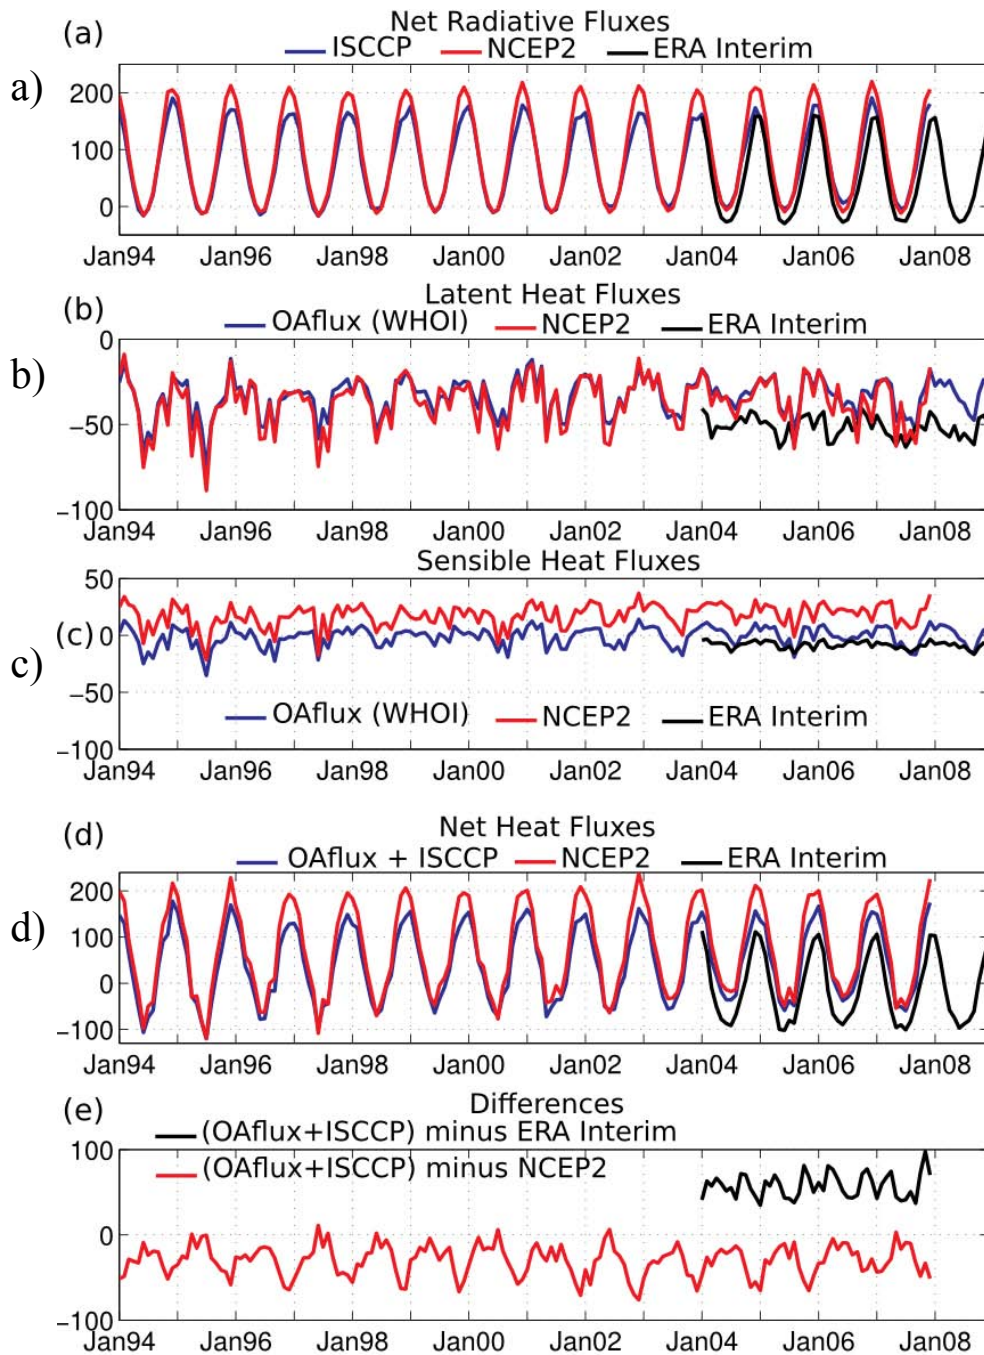 (a) Net Radiative Fluxes
ISCCP NCEP2 ERA Interim
a)
200
100
0
Jan94 Jan96 Jan98 Jan00 Jan02 Jan04 Jan06 Jan08
(b) Latent Heat Fluxes
OAflux (WHOI) NCEP2 ERA Interim
b)
0
−50
−100
Jan94 Jan96 Jan98 Jan00 Jan02 Jan04 Jan06 Jan08
Sensible Heat Fluxes
50
(c) 0
c)
−50
OAflux (WHOI) NCEP2 ERA Interim
−100
Jan94 Jan96 Jan98 Jan00 Jan02 Jan04 Jan06 Jan08
(d) Net Heat Fluxes
OAflux + ISCCP NCEP2 ERA Interim
200
d)
100
0
−100
Jan94 Jan96 Jan98 Jan00 Jan02 Jan04 Jan06 Jan08
(e) Differences
(OAflux+ISCCP) minus ERA Interim
100
(OAflux+ISCCP) minus NCEP2
0
−100
Jan94 Jan96 Jan98 Jan00 Jan02 Jan04 Jan06 Jan08